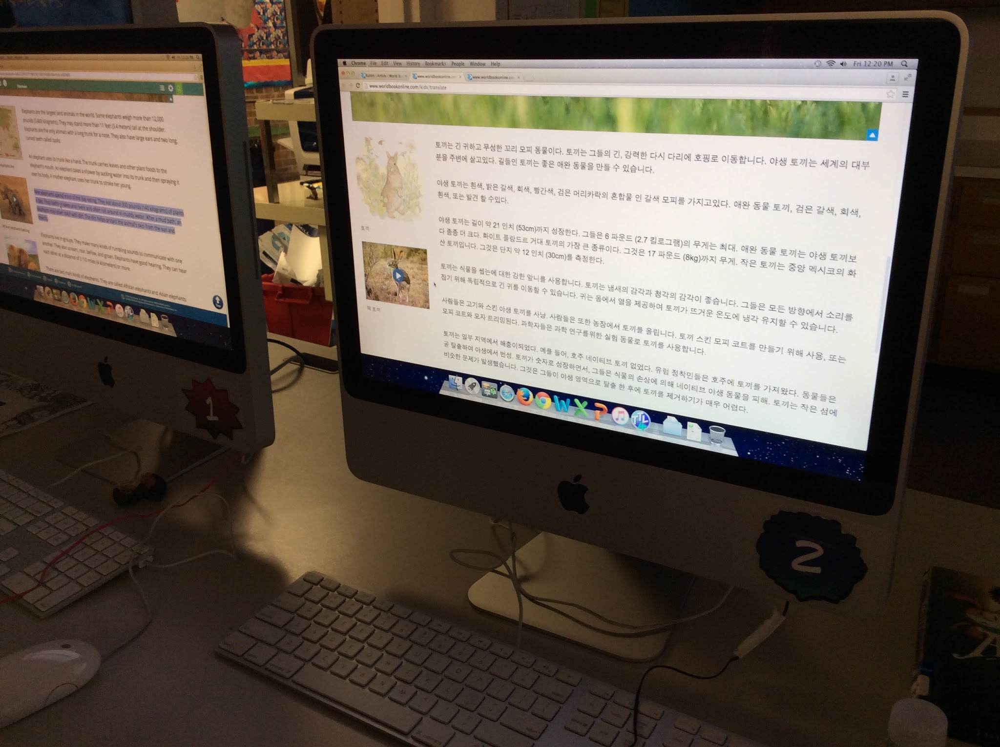 Elephant
Elephants are the largest land animals in the world. Some elephants weigh more than 12,000
pounds (5,400 kilograms). They may stand more than 11 feet (3.4 meters) tall at the shoulder.
Elephants are the only animals with a long trunk for a nose. They also have large ears and two long,
curved teeth called tusks.
An elephant uses its trunk like a hand. The trunk carries leaves and other plant foods to the
elephant's mouth. An elephant takes a shower by sucking water into its trunk and then spraying it
over its body. A mother elephant uses her trunk to stroke her young.
Most elephants spend most of the day eating. They eat about 300 pounds (140 kilograms) of plants
a day. They bathe in lakes and rivers and often roll around in muddy water. After a mud bath, an
elephant may cover itself with dirt. The dirt helps protect the animal's skin from the sun and
Elephants live in groups. They make many kinds of rumbling sounds to communicate with one
another. They also scream, roar, bellow, and groan. Elephants have good hearing. They can hear
each other at a distance of 2 1/2 miles (4 kilometers) or more.
There are two main kinds of elephants. They are called African elephants and Asian elephants.
Top
1
Chrome File Edit View History Bookmarks People Window Help
Fri 12:20 PM
Rabbit | Article | World B
www.worldbookonline.co
www.worldbookonline.co
www.worldbookonline.com/kids/translate
토끼는 긴 귀하고 무성한 꼬리 모피 동물이다. 토끼는 그들의 긴, 강력한 다시 다리에 호핑로 이동합니다. 야생 토끼는 세계의 대부
분을 주변에 살고있다. 길들인 토끼는 좋은 애완 동물을 만들 수 있습니다.
야생 토끼는 흰색, 밝은 갈색, 회색, 빨간색, 검은 머리카락의 혼합물 인 갈색 모피를 가지고있다. 애완 동물 토끼, 검은 갈색, 회색,
흰색, 또는 발견 할 수있다.
토끼
야생 토끼는 길이 약 21 인치 (53cm)까지 성장한다. 그들은 6 파운드 (2.7 킬로그램)의 무게는 최대. 애완 동물 토끼는 야생 토끼보
다 종종 더 크다. 화이트 플랑드르 거대 토끼의 가장 큰 종류이다. 그것은 17 파운드 (8kg)까지 무게. 작은 토끼는 중앙 멕시코의 화
산 토끼입니다. 그것은 단지 약 12 인치 (30cm)를 측정한다.
토끼는 식물을 씹는에 대한 강한 앞니를 사용합니다. 토끼는 냄새의 감각과 청각의 감각이 좋습니다. 그들은 모든 방향에서 소리를
잡기 위해 독립적으로 긴 귀를 이동할 수 있습니다. 귀는 몸에서 열을 제공하여 토끼가 뜨거운 온도에 냉각 유지할 수 있습니다.
잭 토끼
사람들은 고기와 스킨 야생 토끼를 사냥. 사람들은 또한 농장에서 토끼를 올립니다. 토끼 스킨 모피 코트를 만들기 위해 사용, 또는
모피 코트와 모자 트리밍된다. 과학자들은 과학 연구를위한 실험 동물로 토끼를 사용합니다.
토끼는 일부 지역에서 해충이되었다. 예를 들어, 호주 네이티브 토끼 없었다. 유럽 정착민들은 호주에 토끼를 가져왔다. 동물들은
곧 탈출하여 야생에서 번성. 토끼가 숫자로 성장하면서, 그들은 식물의 손상에 의해 네이티브 야생 동물을 피해. 토끼는 작은 섬에
비슷한 문제가 발생했습니다. 그것은 그들이 야생 영역으로 탈출 한 후에 토끼를 제거하기가 매우 어렵다.
TTL
4
2